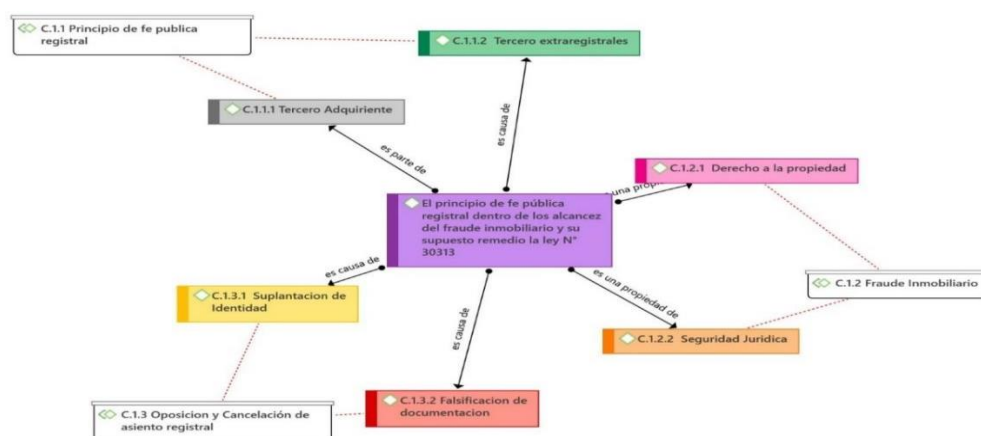 C.1.1 Principio de fe publica
registral
C.1.1.2 Tercero extraregistrales
C.1.1.1 Tercero Adquiriente
es parte de
es causa de
C.1.2.1 Derecho a la propiedad
una
El principio de fe pública
registral dentro de los alcancez
del fraude inmobiliario y su
supuesto remedio la ley N°
30313
es causa de
C.1.3.1 Suplantacion de
Identidad
es causa de
es una propiedad de
C.1.2 Fraude Inmobiliario
C.1.2.2 Seguridad Juridica
C.1.3.2 Falsificacion de
documentacion
C.1.3 Oposicion y Cancelación de
asiento registral